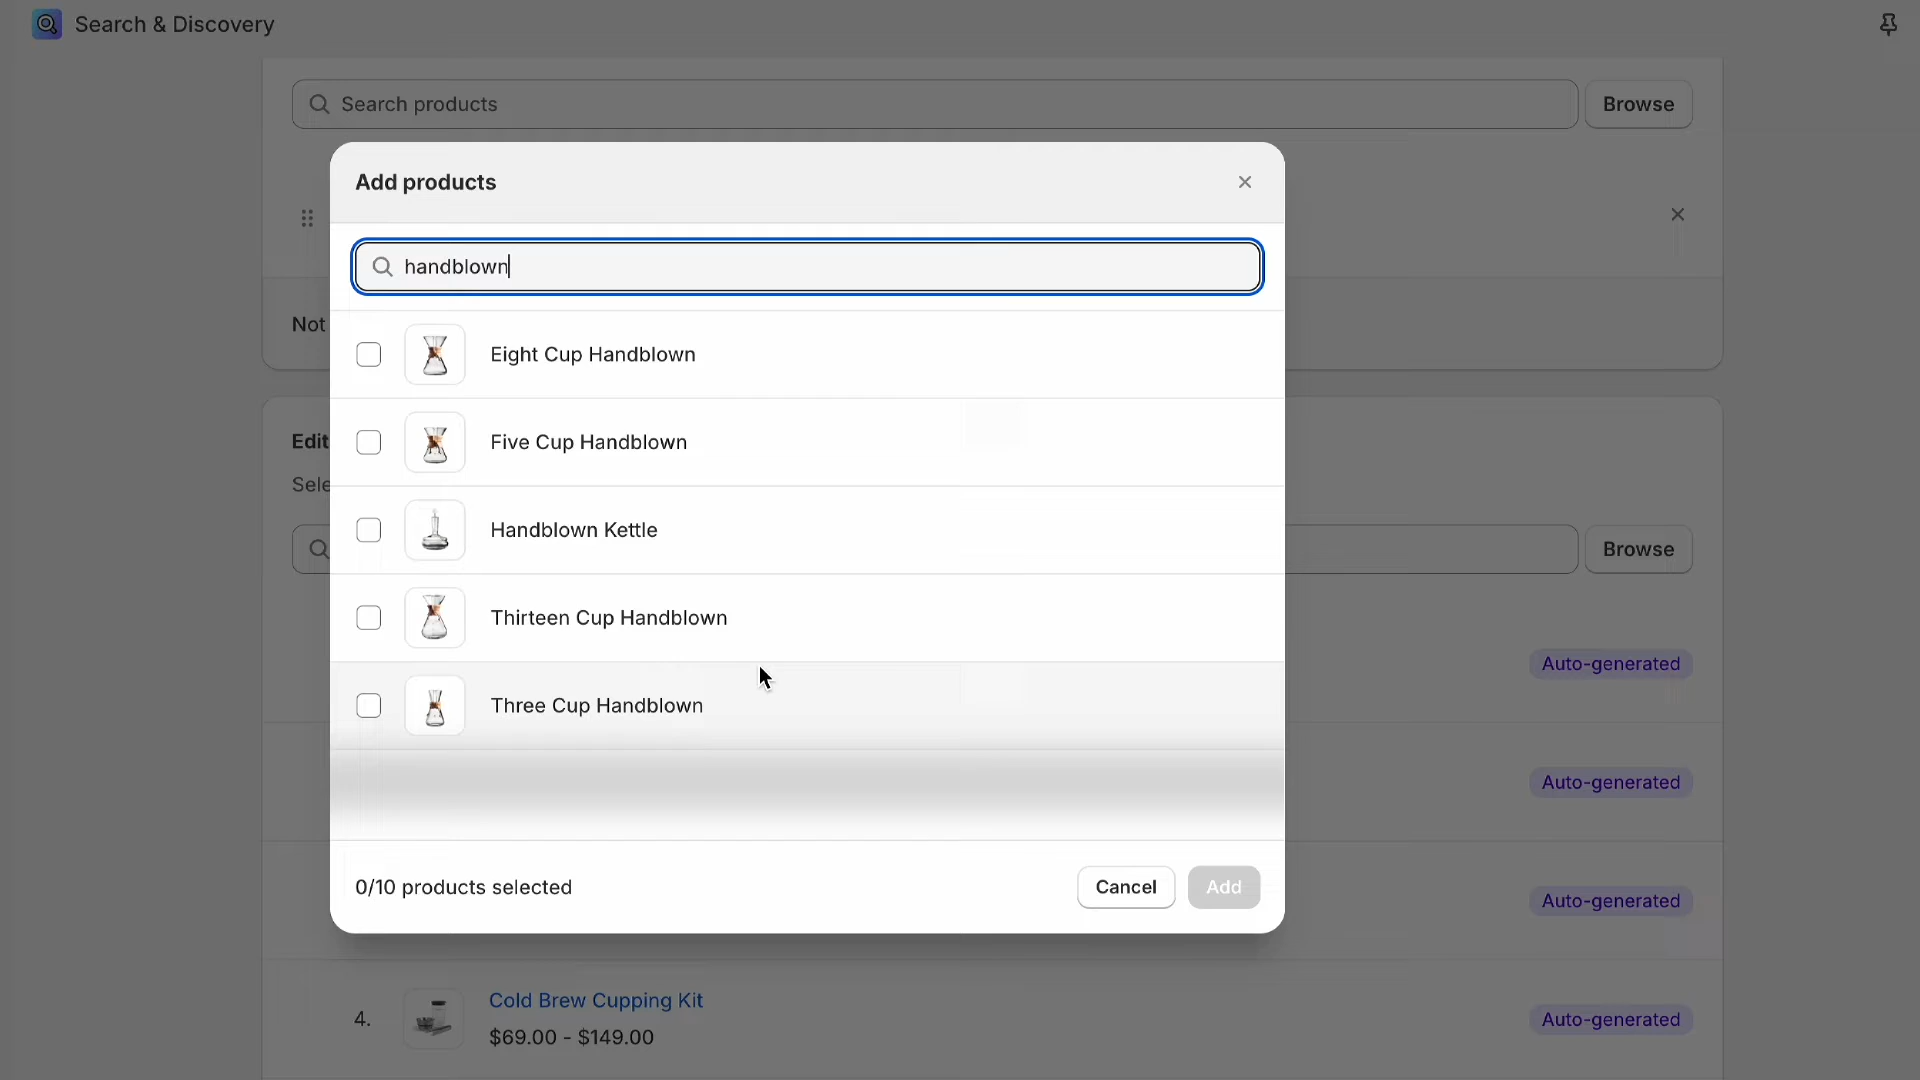 Search & Discovery
Search products
Browse
Add products
handblown
Eight Cup Handblown
Not
Five Cup Handblown
Edit
Sele
Handblown Kettle
Browse
Thirteen Cup Handblown
Auto-generated
Three Cup Handblown
Auto-generated
0/10 products selected
Cancel
Add
Auto-generated
4.
Cold Brew Cupping Kit
$69.00 - $149.00
Auto-generated